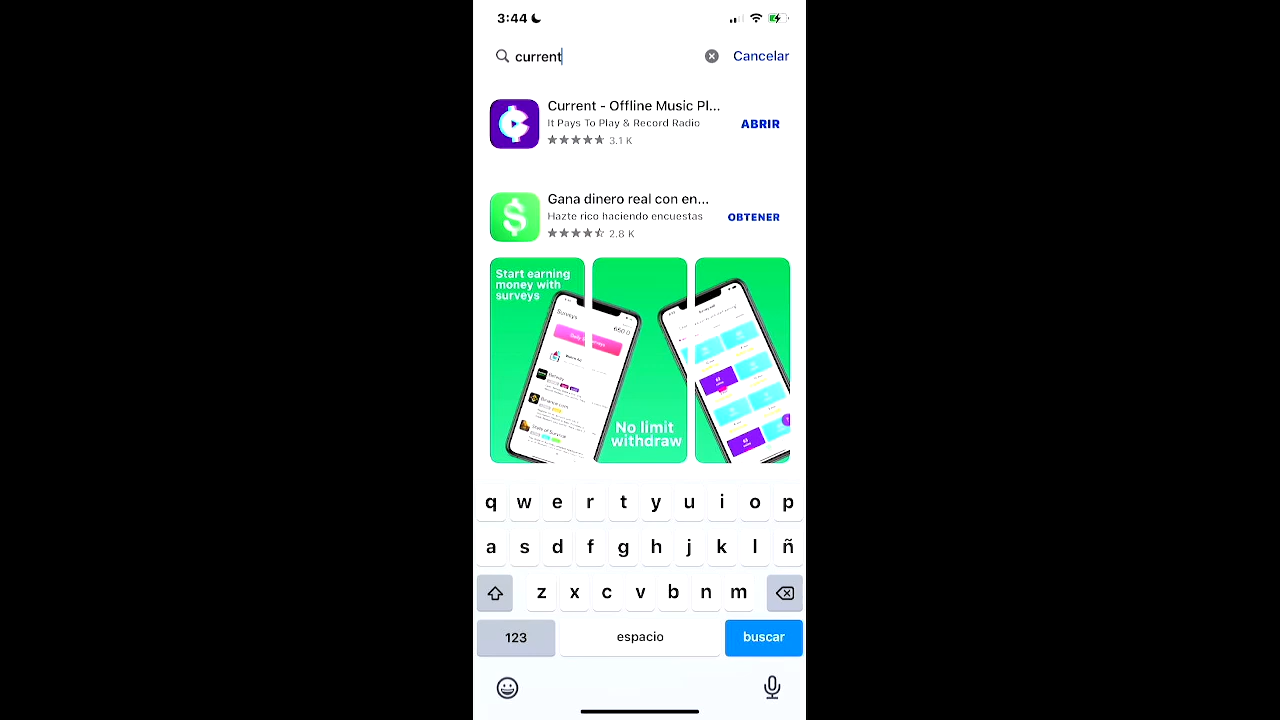 3:44
current
Cancelar
Current - Offline Music Pl...
It Pays To Play & Record Radio
3.1 K
ABRIR
Gana dinero real con en...
Hazte rico haciendo encuestas
2.8 K
OBTENER
Start earning
money with
surveys
Surveys
No limit
withdraw
q w e r t y u i o p
a s d f g h j k l ñ
z x c v b n m
123
espacio
buscar